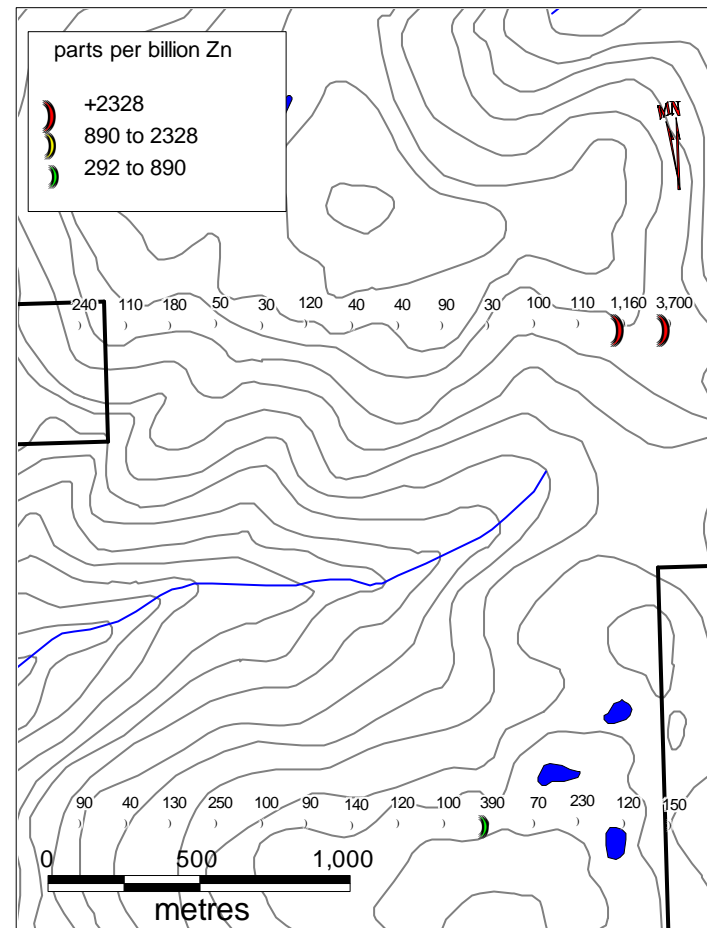 parts per billion Zn
+2328
890 to 2328
292 to 890
MN
240 110 180 50 30 120 40 40 90 30 100 110 1,160 3,700
90 40 130 250 100 90 140 120 100 390 70 230 120 150
0 500 1,000
metres